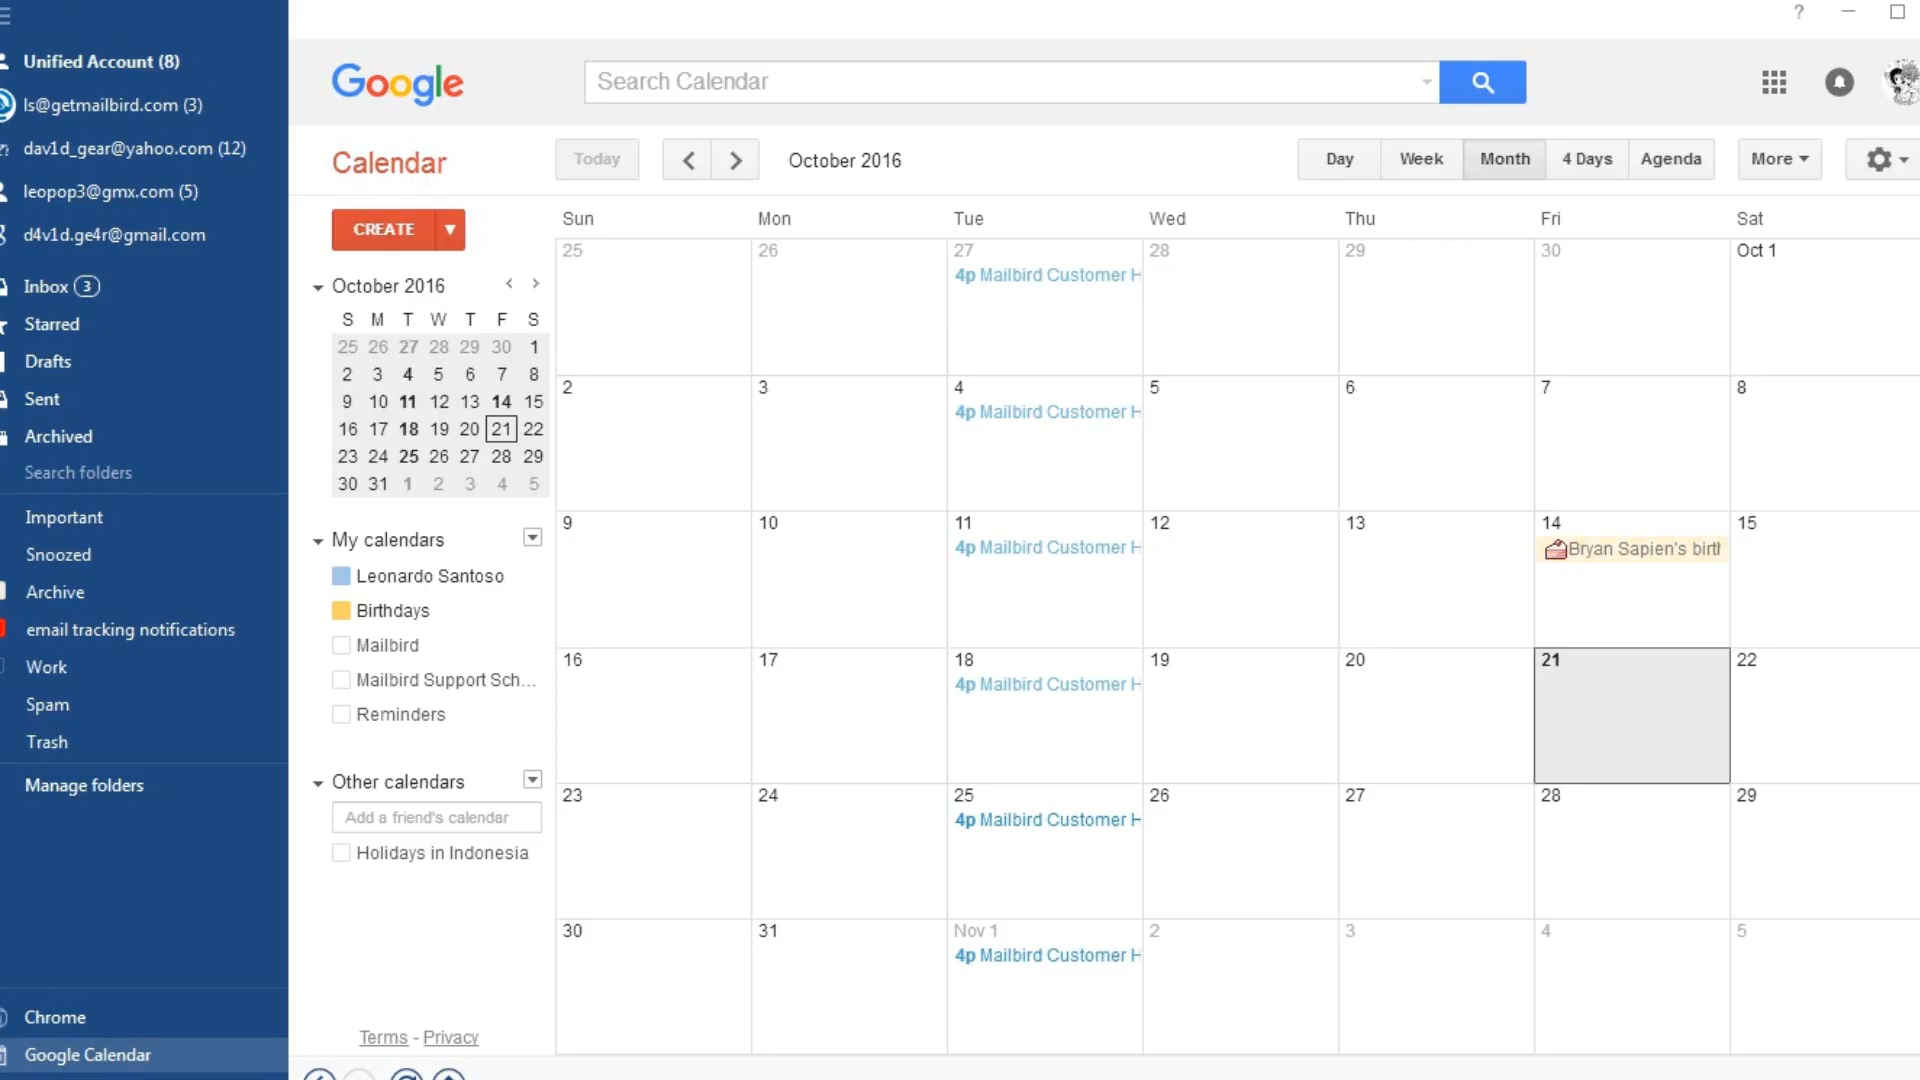 ?
Unified Account (8)
ls@getmailbird.com (3)
dav1d_gear@yahoo.com (12)
leopop3@gmx.com (5)
d4v1d.ge4r@gmail.com
Inbox 3
Starred
Drafts
Sent
Archived
Search folders
Important
Snoozed
Archive
email tracking notifications
Work
Spam
Trash
Manage folders
Chrome
Google Calendar
Google
Search Calendar
Calendar
Today
October 2016
Day Week Month 4 Days Agenda
More
CREATE
October 2016
S M T W T F S
25 26 27 28 29 30 1
2 3 4 5 6 7 8
9 10 11 12 13 14 15
16 17 18 19 20 21 22
23 24 25 26 27 28 29
30 31 1 2 3 4 5
My calendars
Leonardo Santoso
Birthdays
Mailbird
Mailbird Support Sch...
Reminders
Other calendars
Add a friend's calendar
Holidays in Indonesia
Terms - Privacy
Sun Mon Tue Wed Thu Fri Sat
25 26 27 28 29 30 Oct 1
4p Mailbird Customer H
2 3 4 5 6 7 8
4p Mailbird Customer H
9 10 11 12 13 14 15
4p Mailbird Customer H
Bryan Sapien's birt
16 17 18 19 20 21 22
4p Mailbird Customer H
23 24 25 26 27 28 29
4p Mailbird Customer H
30 31 Nov 1 2 3 4 5
4p Mailbird Customer H